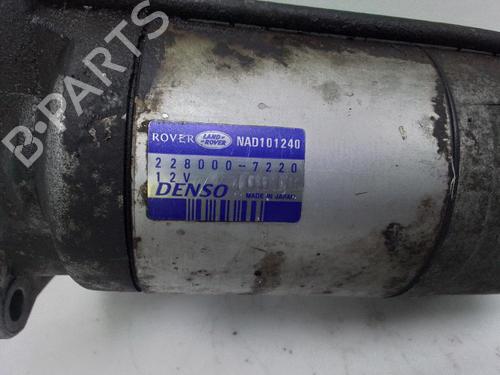 B-PARTS
ROVER LAND ROVER NAD101240
228000-7220
12V
DENSO MADE IN JAPAN